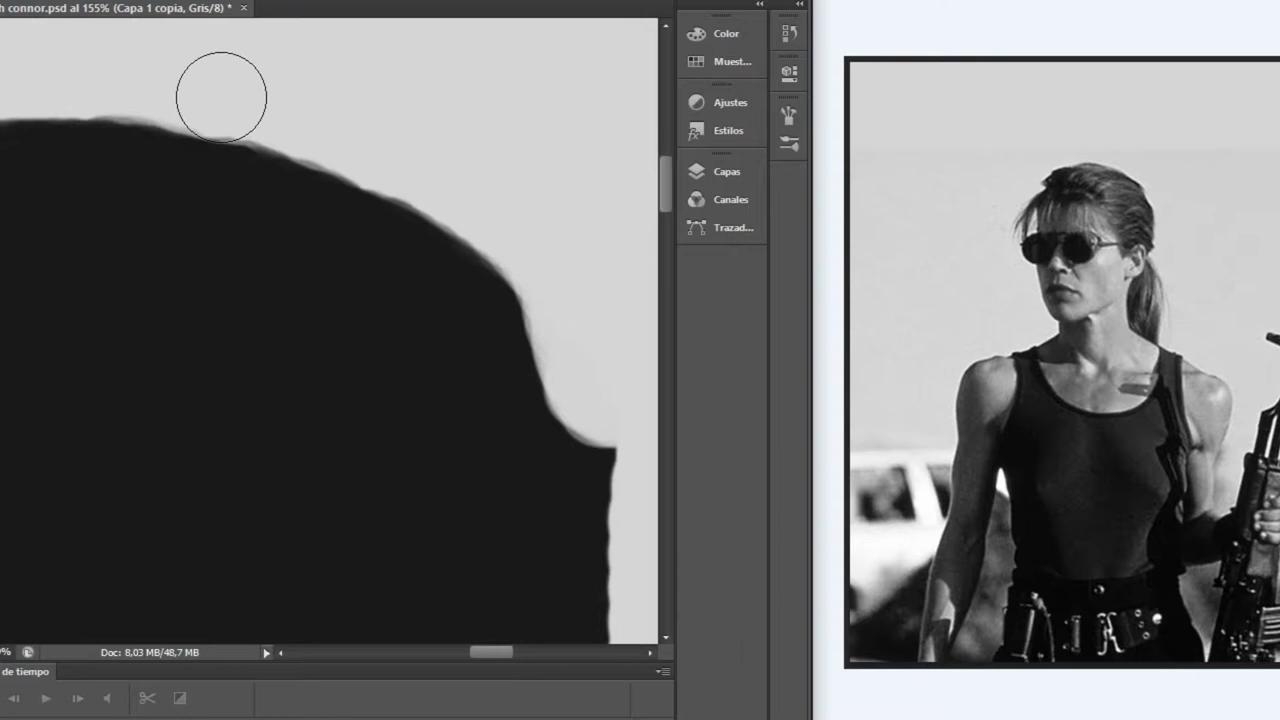 h connor.psd al 155% (Capa 1 copia, Gris/8) *
Color
Muest...
Ajustes
Estilos
Capas
Canales
Trazad...
% Doc: 8,03 MB/48,7 MB
de tiempo